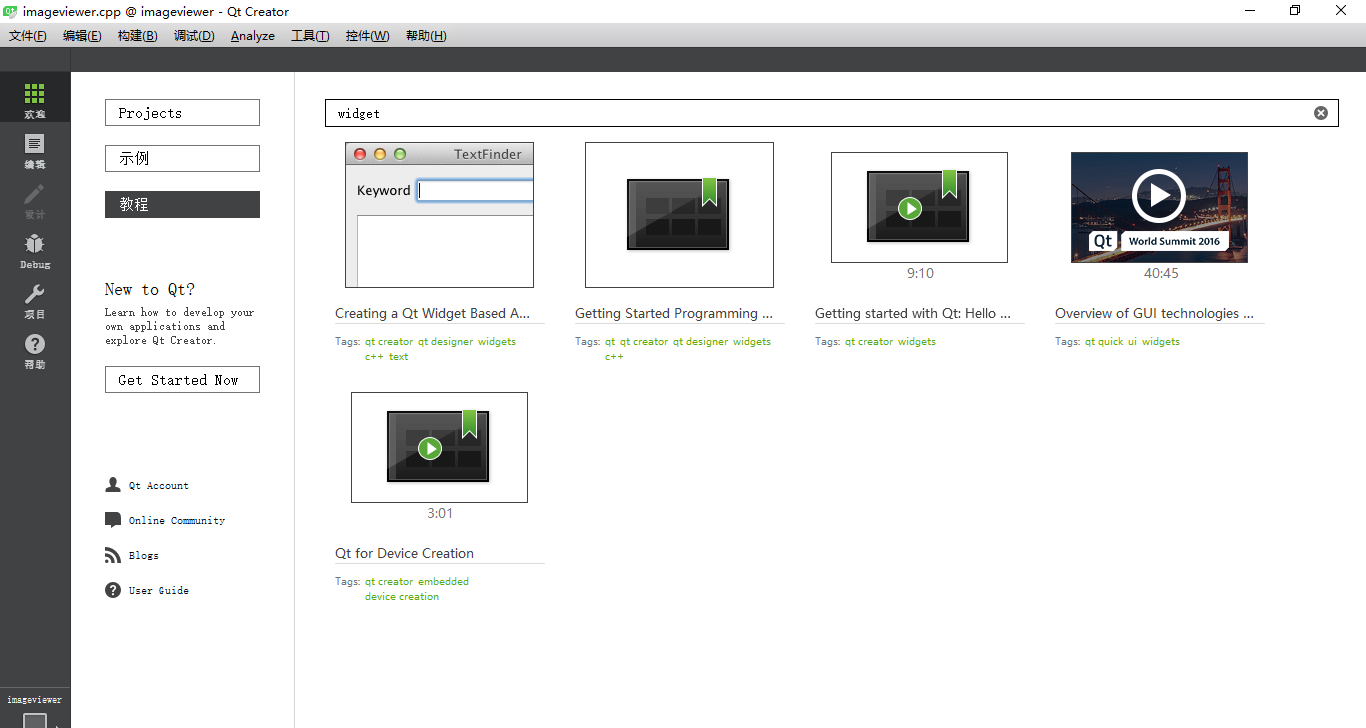 imageviewer.cpp @ imageviewer - Qt Creator
文件(F) 编辑(E) 构建(B) 调试(D) Analyze 工具(T) 控件(W) 帮助(H)
欢迎
编辑
设计
Debug
项目
帮助
imageviewer
Projects
示例
教程
New to Qt?
Learn how to develop your
own applications and
explore Qt Creator.
Get Started Now
Qt Account
Online Community
Blogs
User Guide
widget
TextFinder
Keyword
Creating a Qt Widget Based A...
Tags: qt creator qt designer widgets
c++ text
Getting Started Programming ...
Tags: qt qt creator qt designer widgets
c++
9:10
Getting started with Qt: Hello ...
Tags: qt creator widgets
Qt World Summit 2016
40:45
Overview of GUI technologies ...
Tags: qt quick ui widgets
3:01
Qt for Device Creation
Tags: qt creator embedded
device creation